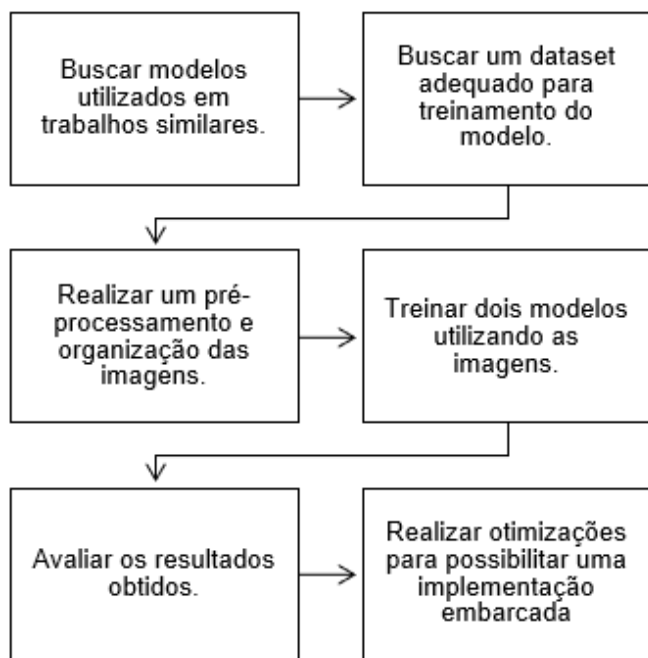 Buscar modelos
utilizados em
trabalhos similares.
Buscar um dataset
adequado para
treinamento do
modelo.
Realizar um pré-
processamento e
organização das
imagens.
Treinar dois modelos
utilizando as
imagens.
Avaliar os resultados
obtidos.
Realizar otimizações
para possibilitar uma
implementação
embarcada